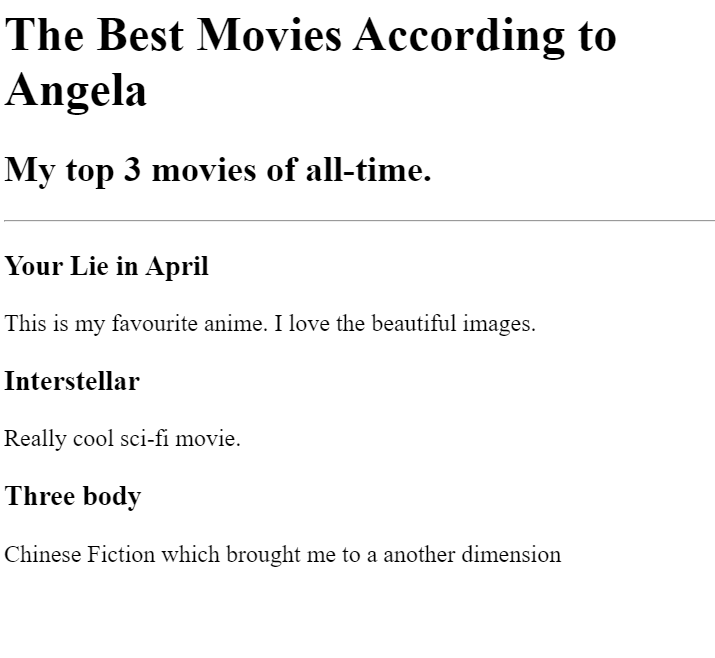 The Best Movies According to
Angela
My top 3 movies of all-time.
Your Lie in April
This is my favourite anime. I love the beautiful images.
Interstellar
Really cool sci-fi movie.
Three body
Chinese Fiction which brought me to a another dimension